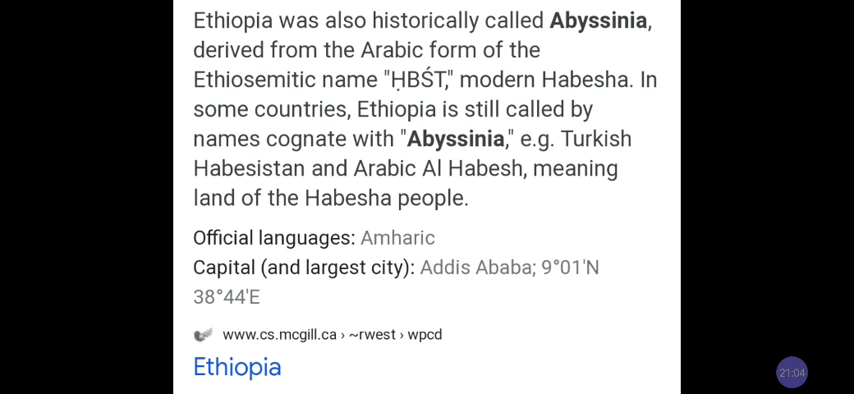 Ethiopia was also historically called Abyssinia,
derived from the Arabic form of the
Ethiosemitic name "ḤBŚT," modern Habesha. In
some countries, Ethiopia is still called by
names cognate with "Abyssinia," e.g. Turkish
Habesistan and Arabic Al Habesh, meaning
land of the Habesha people.
Official languages: Amharic
Capital (and largest city): Addis Ababa; 9°01'N
38°44'E
www.cs.mcgill.ca › ~rwest › wpcd
Ethiopia
21:04